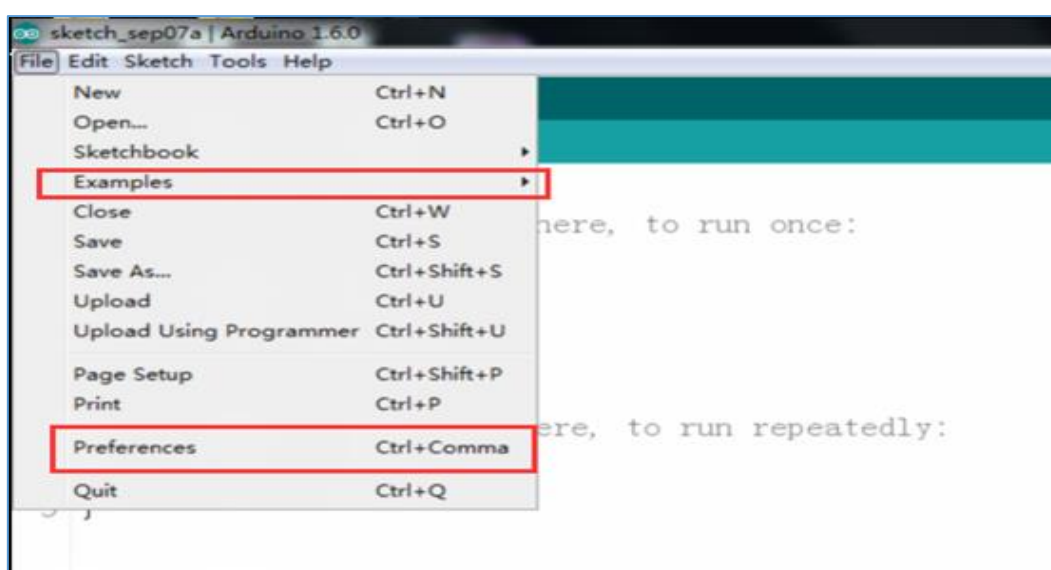 sketch_sep07a | Arduino 1.6.0
File Edit Sketch Tools Help
New Ctrl+N
Open... Ctrl+O
Sketchbook
Examples
Close Ctrl+W
here, to run once:
Save Ctrl+S
Save As... Ctrl+Shift+S
Upload Ctrl+U
Upload Using Programmer Ctrl+Shift+U
Page Setup Ctrl+Shift+P
Print Ctrl+P
ere, to run repeatedly:
Preferences Ctrl+Comma
Quit Ctrl+Q
}